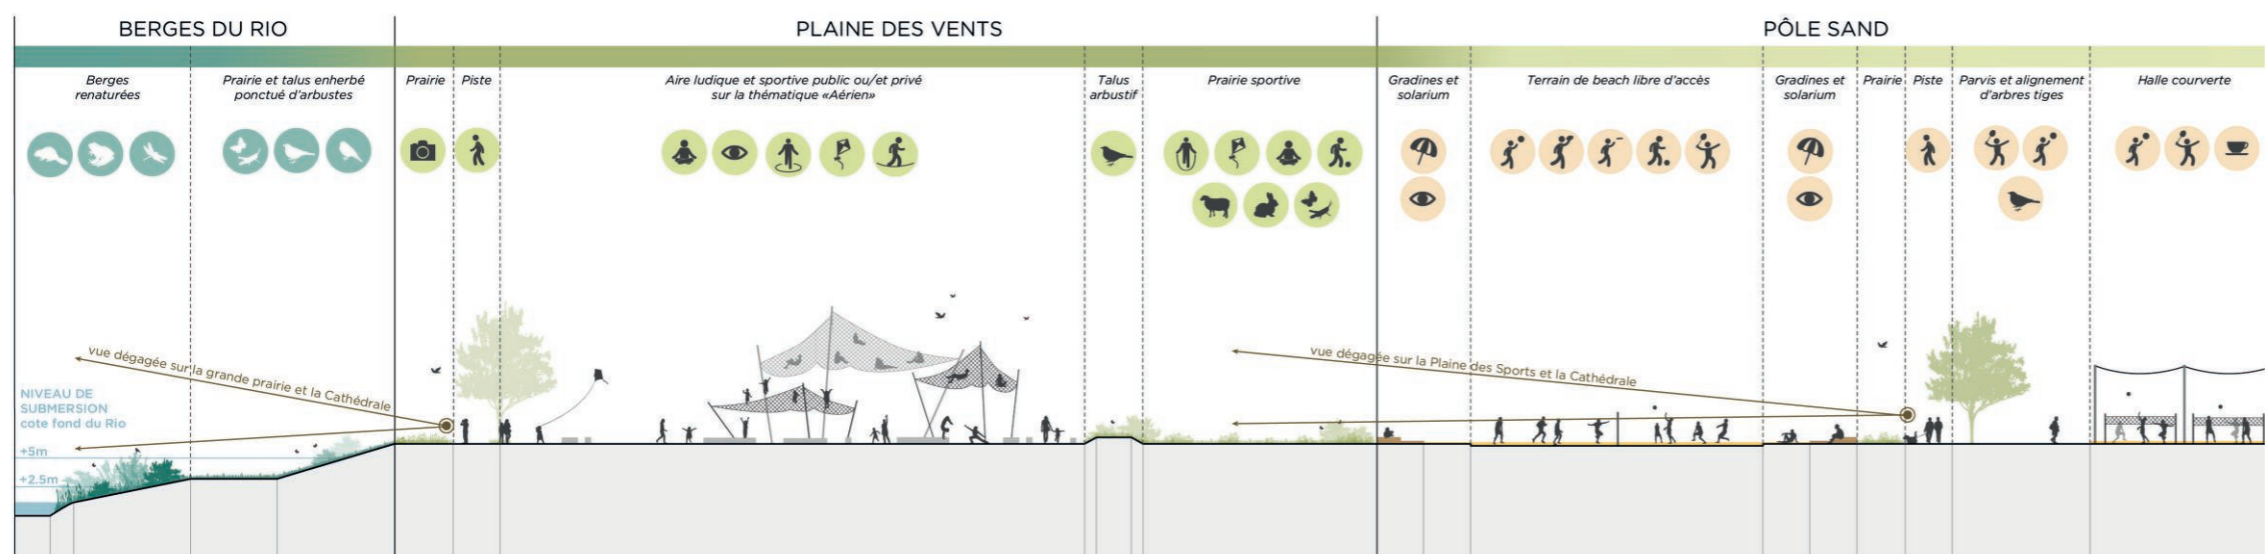 BERGES DU RIO
PLAINE DES VENTS
PÔLE SAND
Berges
renaturées
Prairie et talus enherbé
ponctué d'arbustes
Prairie
Piste
Aire ludique et sportive public ou/et privé
sur la thématique «Aérien»
Talus
arbustif
Prairie sportive
Gradines et
solarium
Terrain de beach libre d'accès
Gradines et
solarium
Prairie
Piste
Parvis et alignement
d'arbres tiges
Halle courverte
vue dégagée sur la grande prairie et la Cathédrale
vue dégagée sur la Plaine des Sports et la Cathédrale
NIVEAU DE
SUBMERSION
cote fond du Rio
+5m
+2.5m